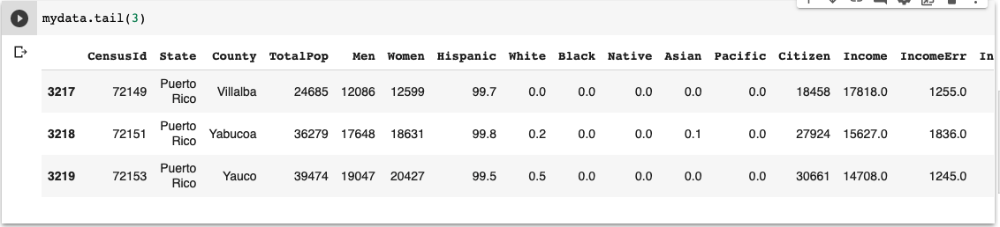 mydata.tail(3)
CensusId State County TotalPop Men Women Hispanic White Black Native Asian Pacific Citizen Income IncomeErr In
3217 72149 Puerto Rico Villalba 24685 12086 12599 99.7 0.0 0.0 0.0 0.0 0.0 18458 17818.0 1255.0
3218 72151 Puerto Rico Yabucoa 36279 17648 18631 99.8 0.2 0.0 0.0 0.1 0.0 27924 15627.0 1836.0
3219 72153 Puerto Rico Yauco 39474 19047 20427 99.5 0.5 0.0 0.0 0.0 0.0 30661 14708.0 1245.0